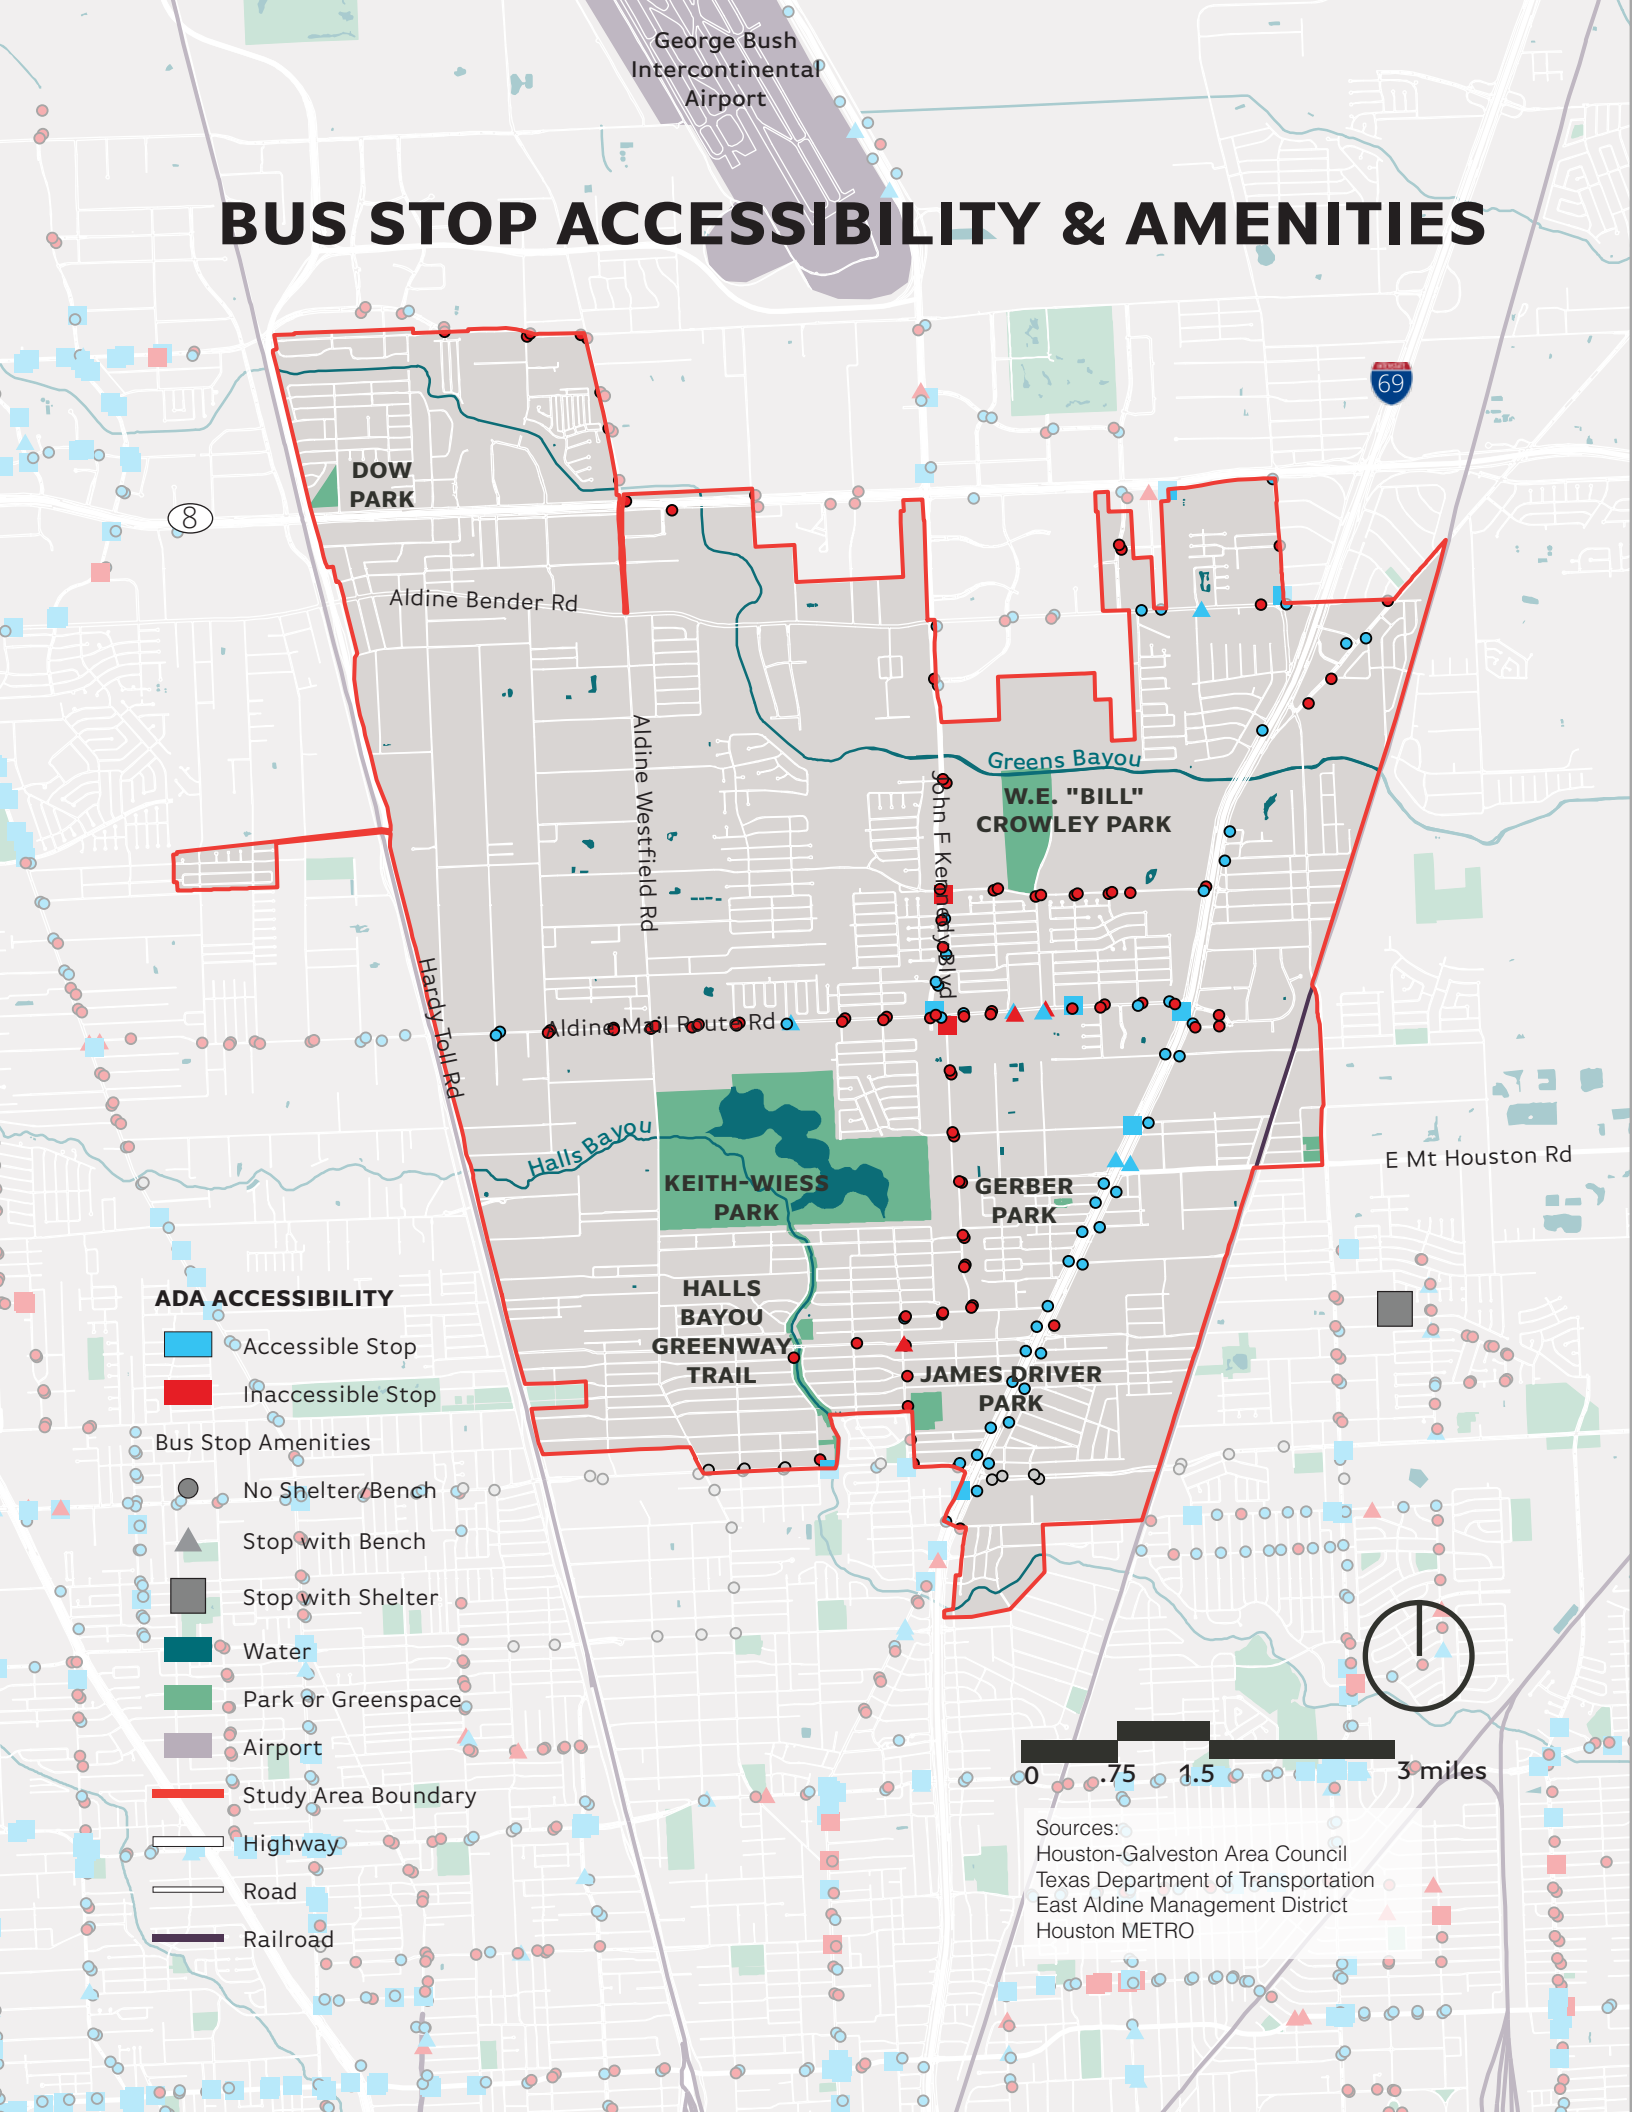 George Bush
Intercontinental
Airport
BUS STOP ACCESSIBILITY & AMENITIES
69
DOW
PARK
8
Aldine Bender Rd
Aldine Westfield Rd
John F Kennedy Blvd
Greens Bayou
W.E. "BILL"
CROWLEY PARK
Hardy Toll Rd
Aldine Mail Route Rd
Halls Bayou
KEITH-WIESS
PARK
GERBER
PARK
E Mt Houston Rd
HALLS
BAYOU
GREENWAY
TRAIL
JAMES DRIVER
PARK
ADA ACCESSIBILITY
Accessible Stop
Inaccessible Stop
Bus Stop Amenities
No Shelter/Bench
Stop with Bench
Stop with Shelter
Water
Park or Greenspace
Airport
Study Area Boundary
Highway
Road
Railroad
0 .75 1.5 3 miles
Sources:
Houston-Galveston Area Council
Texas Department of Transportation
East Aldine Management District
Houston METRO